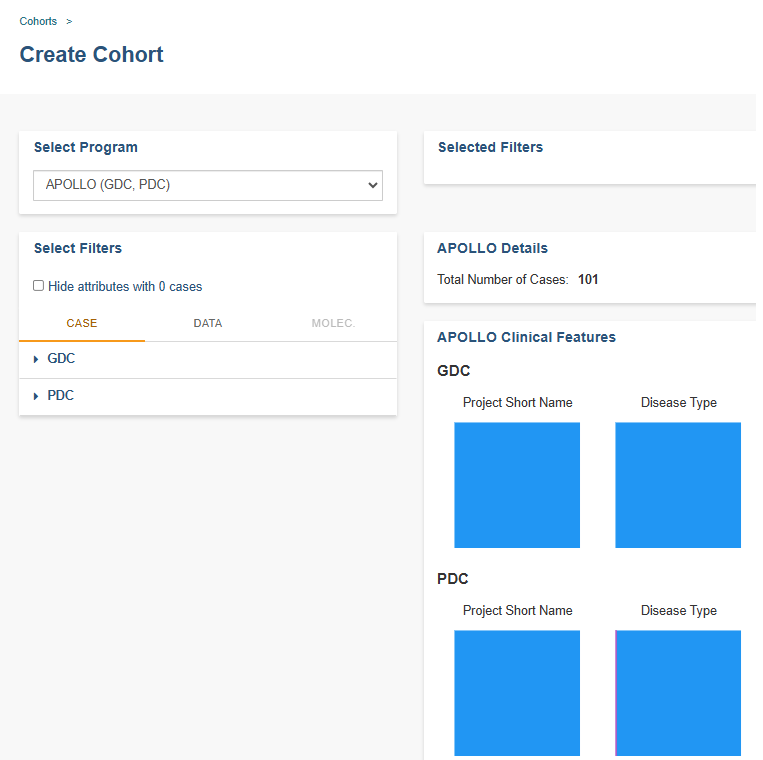 Cohorts >
Create Cohort
Select Program
APOLLO (GDC, PDC)
Select Filters
Hide attributes with 0 cases
CASE DATA MOLEC.
GDC
PDC
Selected Filters
APOLLO Details
Total Number of Cases: 101
APOLLO Clinical Features
GDC
Project Short Name Disease Type
PDC
Project Short Name Disease Type